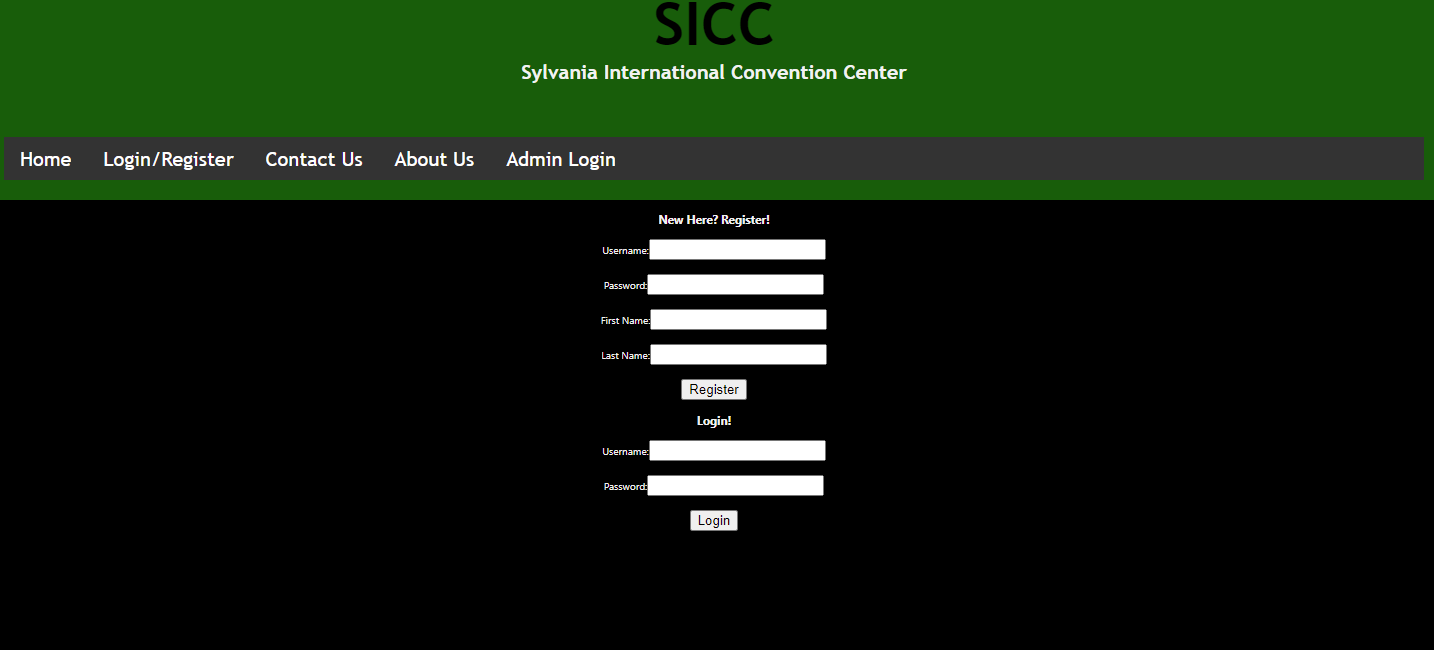 SICC
Sylvania International Convention Center
Home Login/Register Contact Us About Us Admin Login
New Here? Register!
Username:
Password:
First Name:
Last Name:
Register
Login!
Username:
Password:
Login